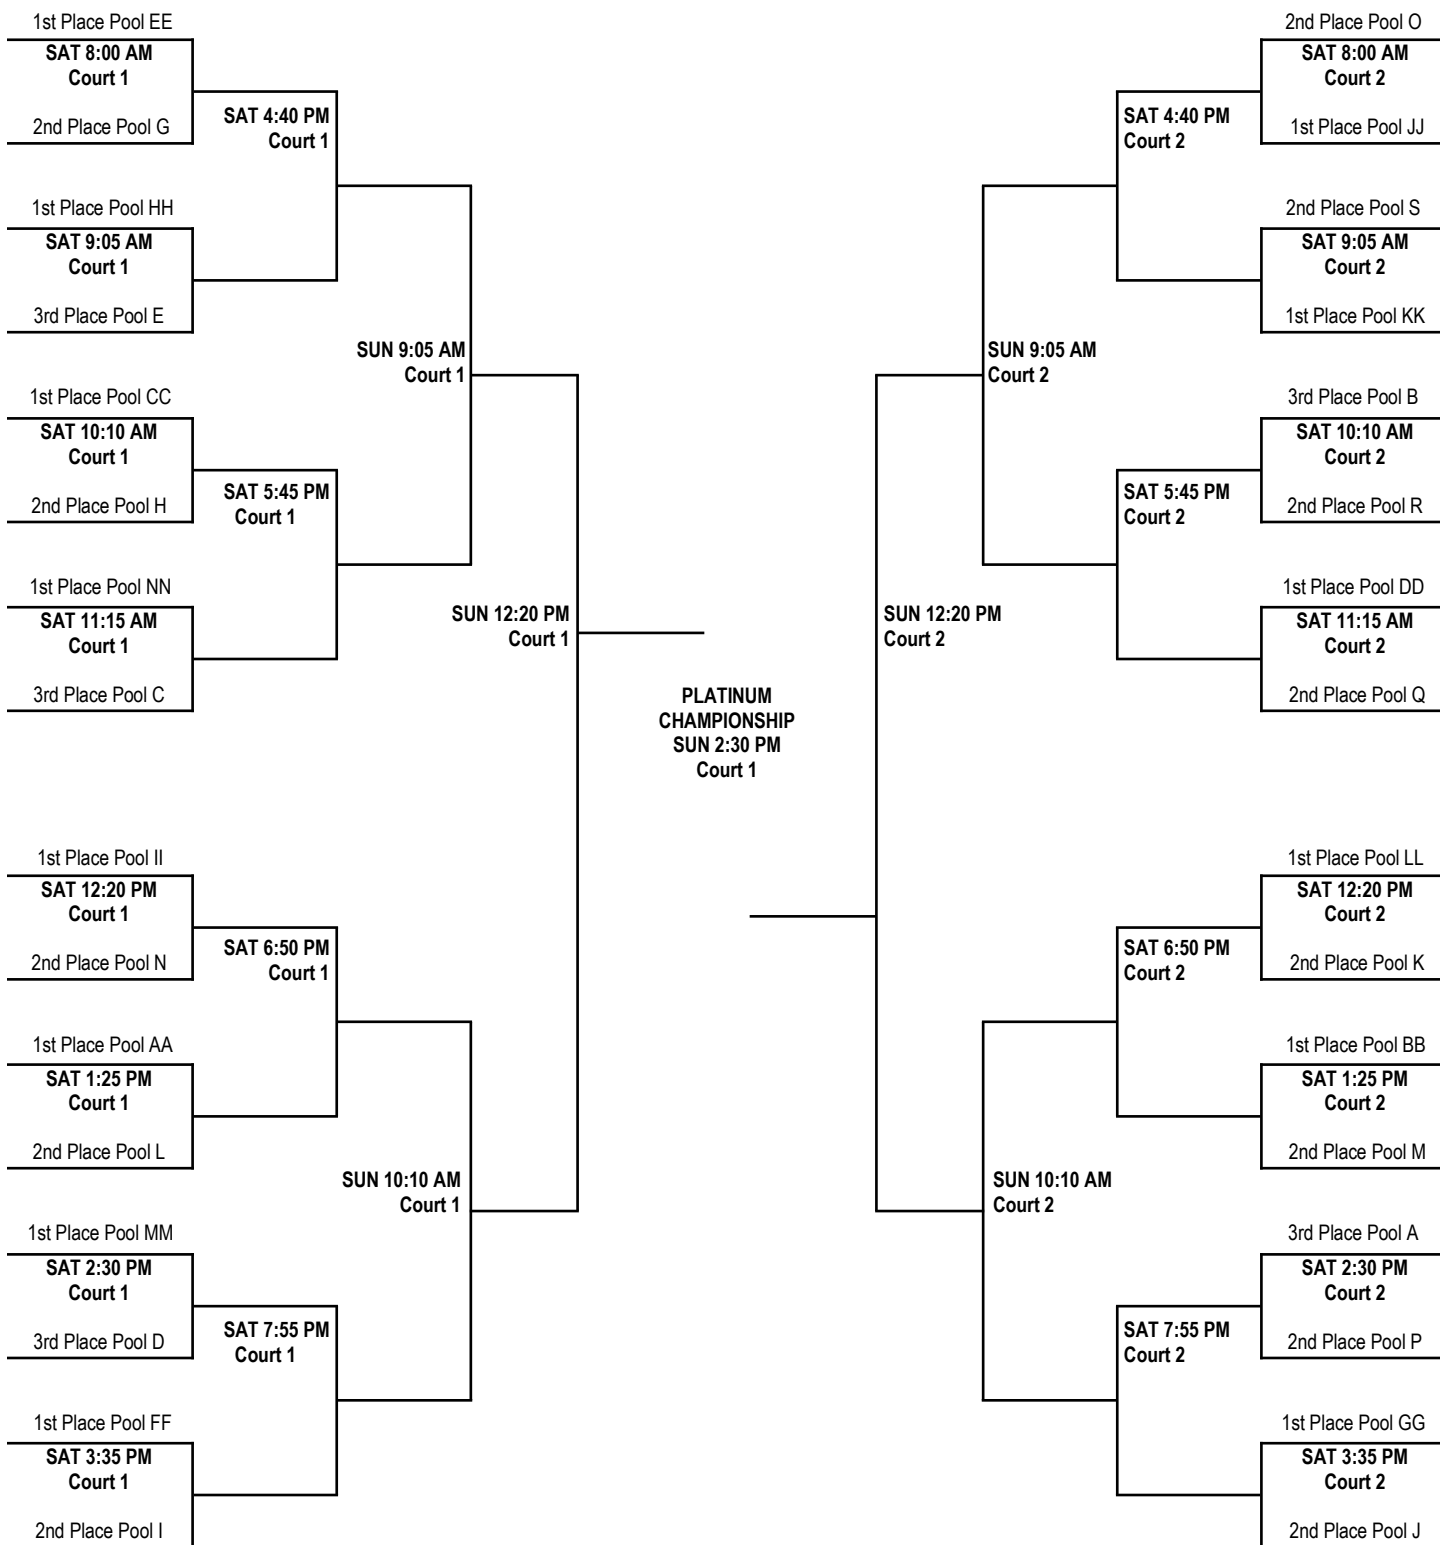 1st Place Pool EE
SAT 8:00 AM
Court 1
2nd Place Pool G
SAT 4:40 PM
Court 1
1st Place Pool HH
SAT 9:05 AM
Court 1
3rd Place Pool E
SUN 9:05 AM
Court 1
1st Place Pool CC
SAT 10:10 AM
Court 1
2nd Place Pool H
SAT 5:45 PM
Court 1
1st Place Pool NN
SAT 11:15 AM
Court 1
3rd Place Pool C
SUN 12:20 PM
Court 1
1st Place Pool II
SAT 12:20 PM
Court 1
2nd Place Pool N
SAT 6:50 PM
Court 1
1st Place Pool AA
SAT 1:25 PM
Court 1
2nd Place Pool L
SUN 10:10 AM
Court 1
1st Place Pool MM
SAT 2:30 PM
Court 1
3rd Place Pool D
SAT 7:55 PM
Court 1
1st Place Pool FF
SAT 3:35 PM
Court 1
2nd Place Pool I
PLATINUM
CHAMPIONSHIP
SUN 2:30 PM
Court 1
2nd Place Pool O
SAT 8:00 AM
Court 2
1st Place Pool JJ
SAT 4:40 PM
Court 2
2nd Place Pool S
SAT 9:05 AM
Court 2
1st Place Pool KK
SUN 9:05 AM
Court 2
3rd Place Pool B
SAT 10:10 AM
Court 2
2nd Place Pool R
SAT 5:45 PM
Court 2
1st Place Pool DD
SAT 11:15 AM
Court 2
2nd Place Pool Q
SUN 12:20 PM
Court 2
1st Place Pool LL
SAT 12:20 PM
Court 2
2nd Place Pool K
SAT 6:50 PM
Court 2
1st Place Pool BB
SAT 1:25 PM
Court 2
2nd Place Pool M
SUN 10:10 AM
Court 2
3rd Place Pool A
SAT 2:30 PM
Court 2
2nd Place Pool P
SAT 7:55 PM
Court 2
1st Place Pool GG
SAT 3:35 PM
Court 2
2nd Place Pool J